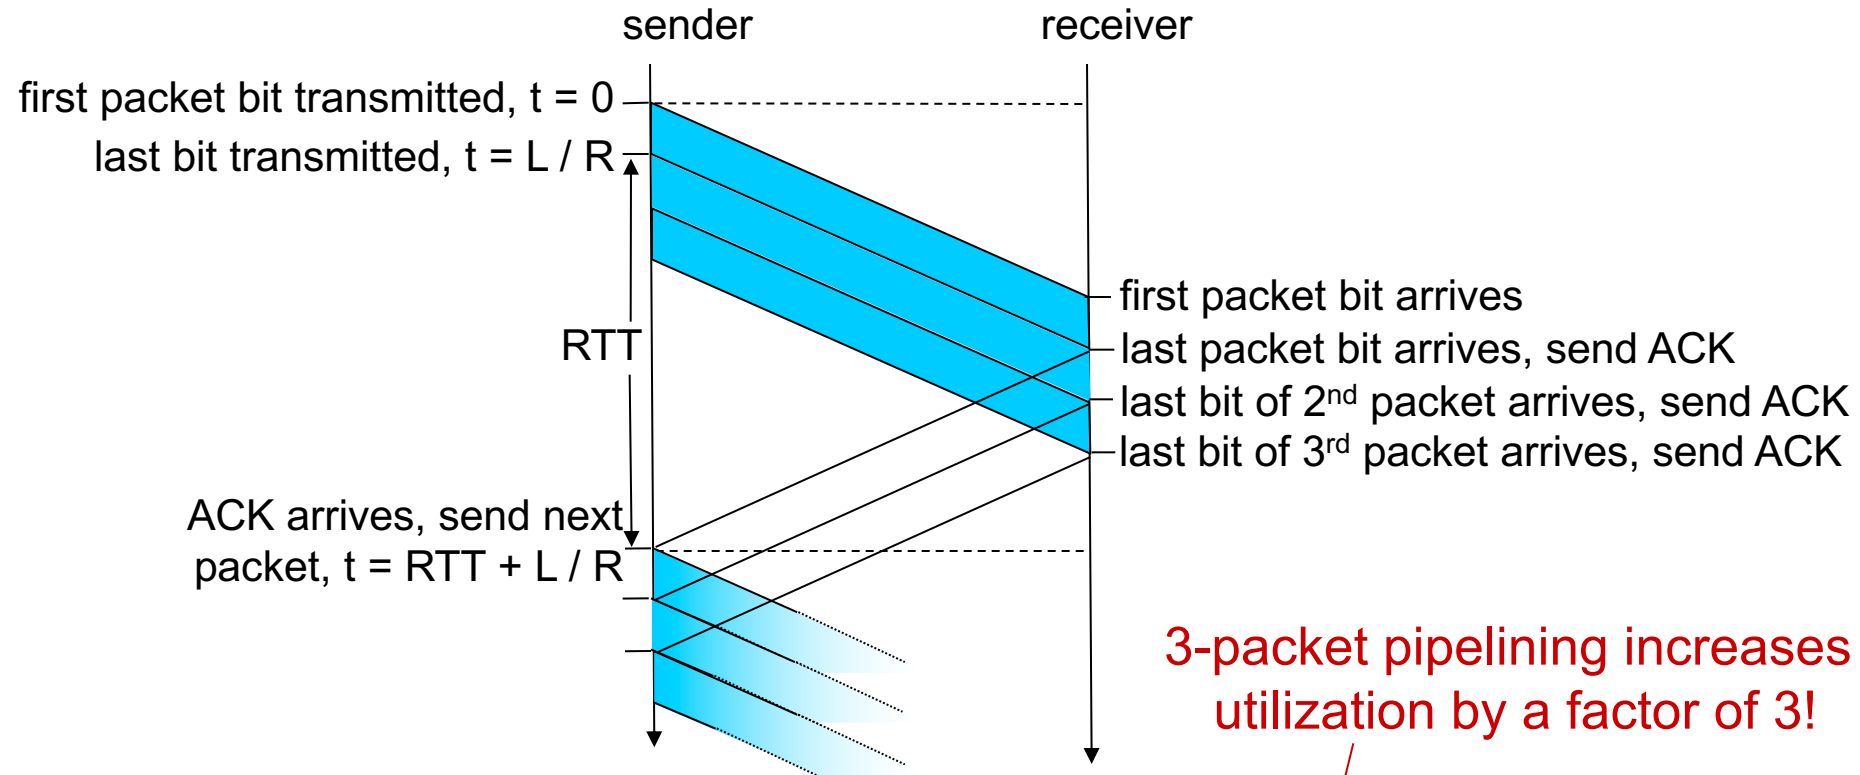 sender
receiver
first packet bit transmitted, t = 0
last bit transmitted, t = L / R
RTT
first packet bit arrives
last packet bit arrives, send ACK
last bit of 2nd packet arrives, send ACK
last bit of 3rd packet arrives, send ACK
ACK arrives, send next
packet, t = RTT + L / R
3-packet pipelining increases
utilization by a factor of 3!